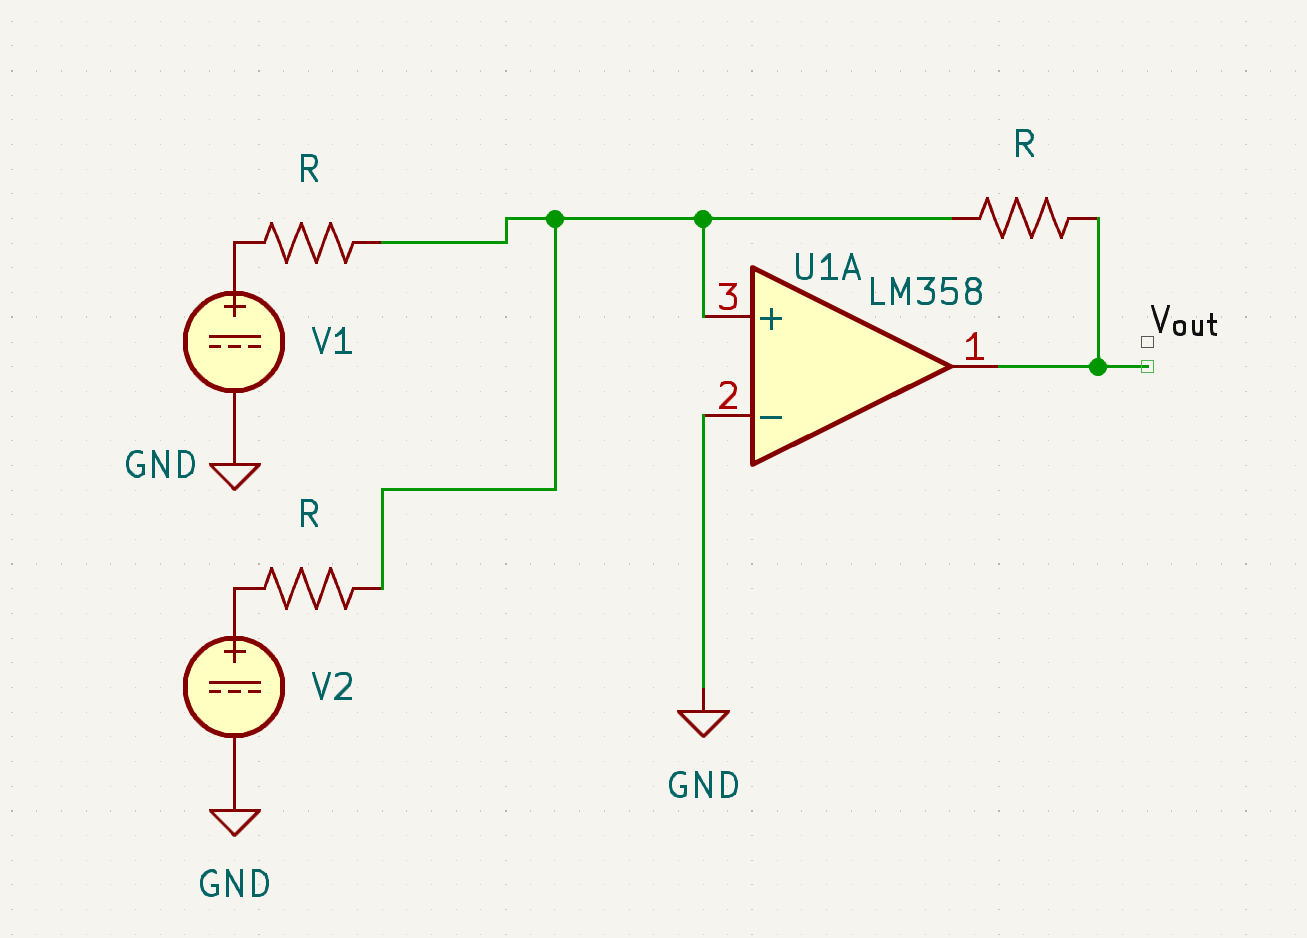 R
R
U1A
LM358
3
+
1
Vout
V1
2
−
GND
R
V2
GND
GND